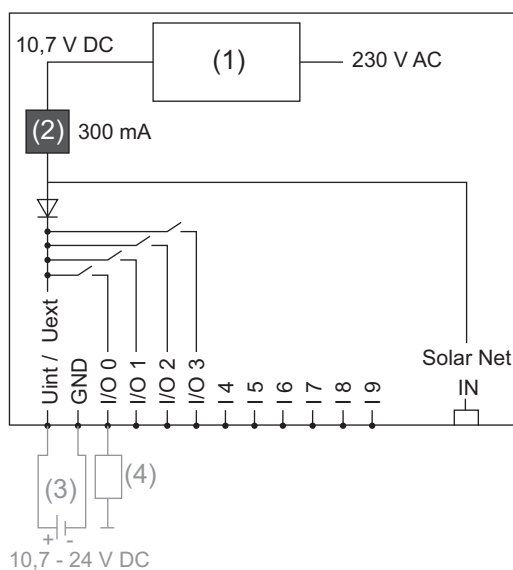 10,7 V DC
(1)
230 V AC
(2)
300 mA
Uint / Uext
GND
I/O 0
I/O 1
I/O 2
I/O 3
I 4
I 5
I 6
I 7
I 8
I 9
Solar Net
IN
(3)
(4)
+ -
10,7 - 24 V DC